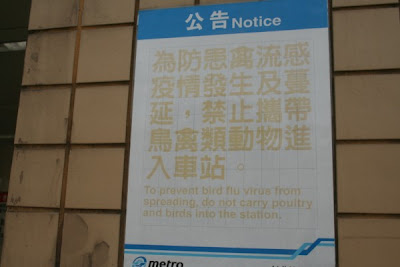 公告 Notice
為防患禽流感
疫情發生及蔓
延，禁止攜帶
鳥禽類動物進
入車站。
To prevent bird flu virus from
spreading, do not carry poultry
and birds into the station.
metro